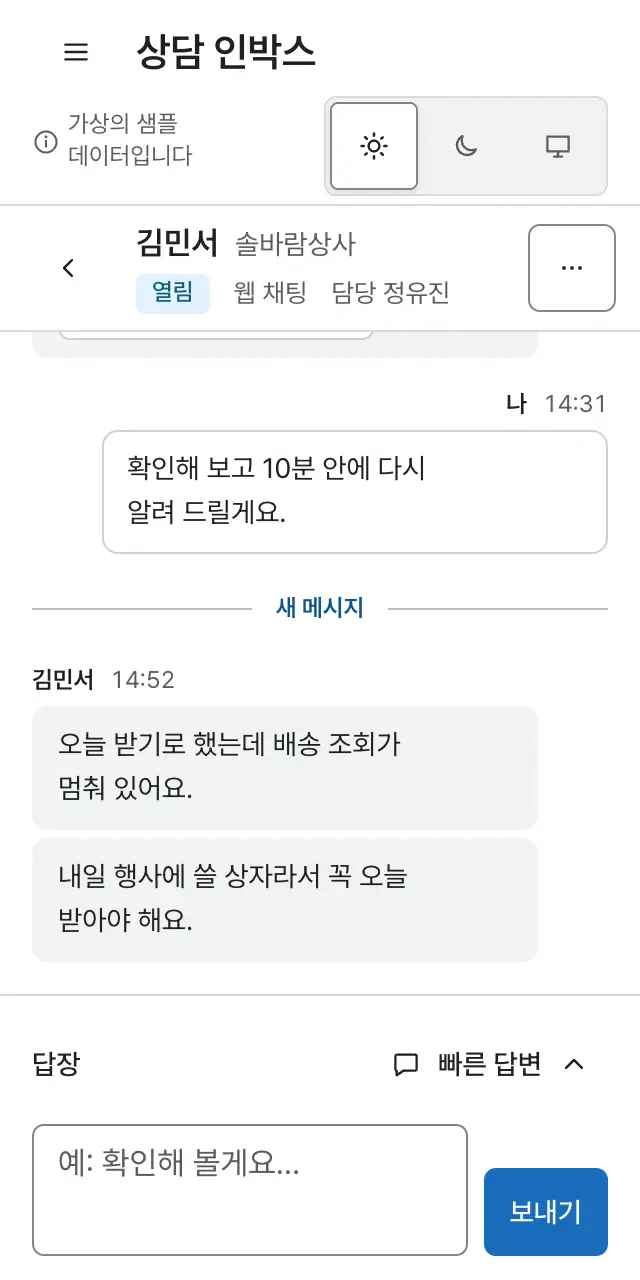 상담 인박스
가상의 샘플
데이터입니다
김민서 솔바람상사
열림 웹 채팅 담당 정유진
나 14:31
확인해 보고 10분 안에 다시
알려 드릴게요.
새 메시지
김민서 14:52
오늘 받기로 했는데 배송 조회가
멈춰 있어요.
내일 행사에 쓸 상자라서 꼭 오늘
받아야 해요.
답장
빠른 답변
예: 확인해 볼게요...
보내기